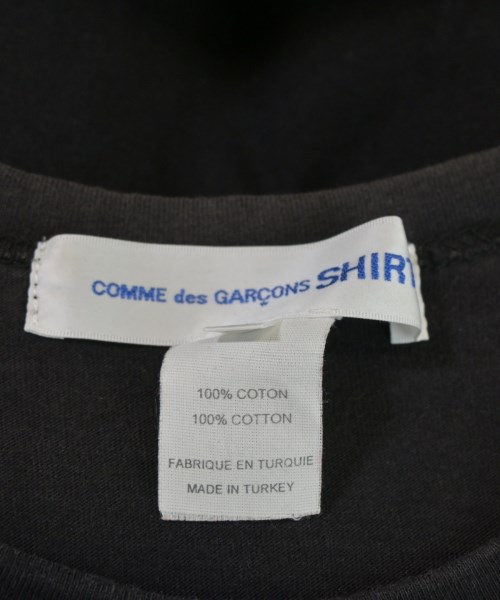 COMME des GARÇONS SHIRT
100% COTON
100% COTTON
FABRIQUE EN TURQUIE
MADE IN TURKEY